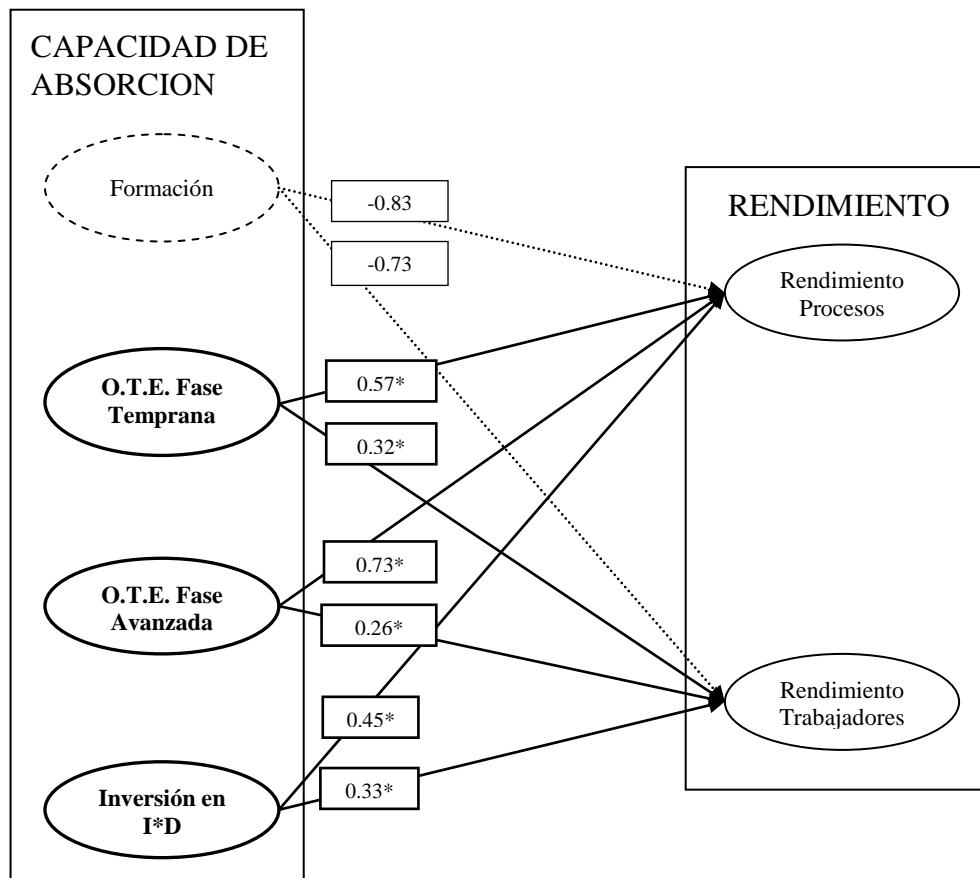 CAPACIDAD DE
ABSORCION
Formación
-0.83
-0.73
RENDIMIENTO
Rendimiento
Procesos
O.T.E. Fase
Temprana
0.57*
0.32*
O.T.E. Fase
Avanzada
0.73*
0.26*
Rendimiento
Trabajadores
0.45*
0.33*
Inversión en
I*D